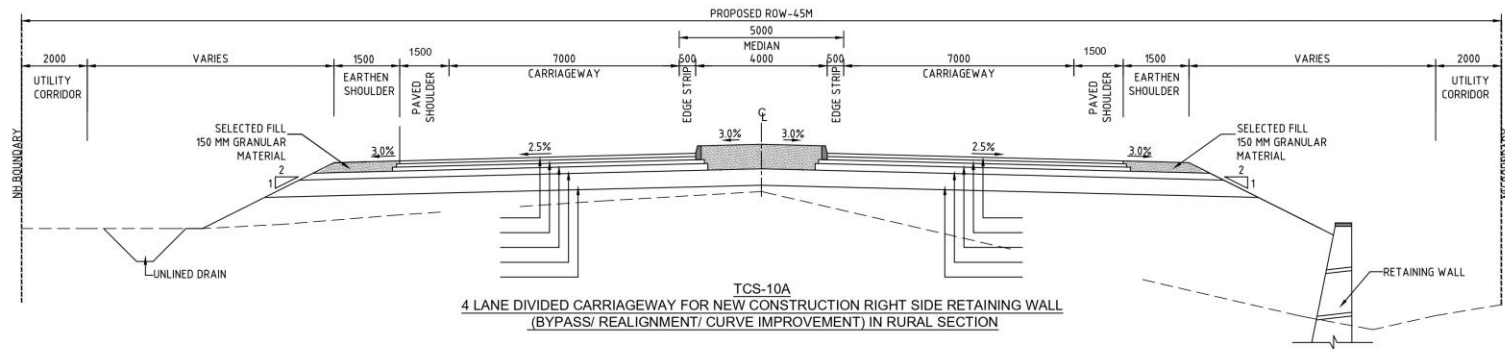 PROPOSED ROW-45M
5000
MEDIAN
2000
VARIES
1500
1500
7000
500
4000
500
7000
1500
1500
VARIES
2000
UTILITY
CORRIDOR
EARTHEN
SHOULDER
PAVED
SHOULDER
CARRIAGEWAY
EDGE STRIP
EDGE STRIP
CARRIAGEWAY
PAVED
SHOULDER
EARTHEN
SHOULDER
UTILITY
CORRIDOR
NH BOUNDARY
SELECTED FILL
150 MM GRANULAR
MATERIAL
3.0%
2.5%
3.0%
3.0%
2.5%
3.0%
SELECTED FILL
150 MM GRANULAR
MATERIAL
2
1
2
1
UNLINED DRAIN
RETAINING WALL
TCS-10A
4 LANE DIVIDED CARRIAGEWAY FOR NEW CONSTRUCTION RIGHT SIDE RETAINING WALL
(BYPASS/ REALIGNMENT/ CURVE IMPROVEMENT) IN RURAL SECTION